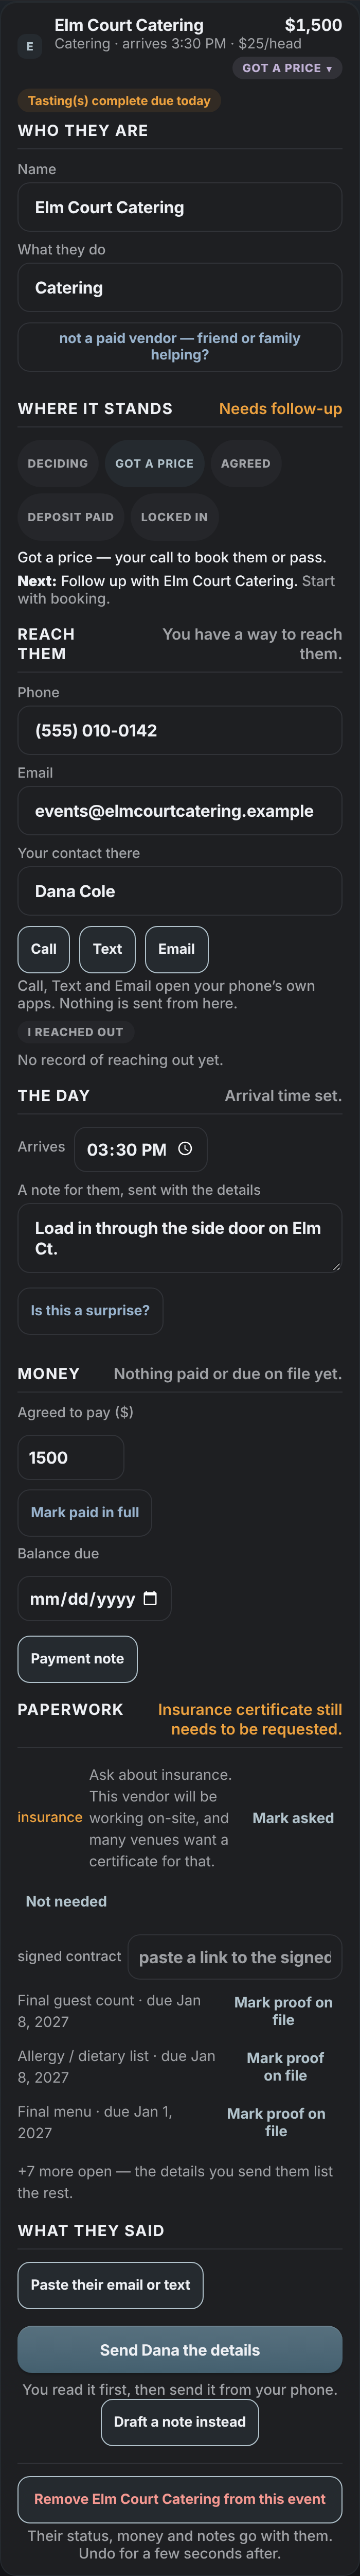 E
Elm Court Catering
$1,500
Catering · arrives 3:30 PM · $25/head
GOT A PRICE ▾
Tasting(s) complete due today
WHO THEY ARE
Name
Elm Court Catering
What they do
Catering
not a paid vendor — friend or family
helping?
WHERE IT STANDS
Needs follow-up
DECIDING
GOT A PRICE
AGREED
DEPOSIT PAID
LOCKED IN
Got a price — your call to book them or pass.
Next: Follow up with Elm Court Catering. Start
with booking.
REACH
THEM
You have a way to reach
them.
Phone
(555) 010-0142
Email
events@elmcourtcatering.example
Your contact there
Dana Cole
Call
Text
Email
Call, Text and Email open your phone's own
apps. Nothing is sent from here.
I REACHED OUT
No record of reaching out yet.
THE DAY
Arrival time set.
Arrives
03:30 PM
A note for them, sent with the details
Load in through the side door on Elm
Ct.
Is this a surprise?
MONEY
Nothing paid or due on file yet.
Agreed to pay ($)
1500
Mark paid in full
Balance due
mm/dd/yyyy
Payment note
PAPERWORK
Insurance certificate still
needs to be requested.
insurance
Ask about insurance.
This vendor will be
working on-site, and
many venues want a
certificate for that.
Mark asked
Not needed
signed contract
paste a link to the signed
Final guest count · due Jan
8, 2027
Mark proof on
file
Allergy / dietary list · due Jan
8, 2027
Mark proof
on file
Final menu · due Jan 1,
2027
Mark proof on
file
+7 more open — the details you send them list
the rest.
WHAT THEY SAID
Paste their email or text
Send Dana the details
You read it first, then send it from your phone.
Draft a note instead
Remove Elm Court Catering from this event
Their status, money and notes go with them.
Undo for a few seconds after.